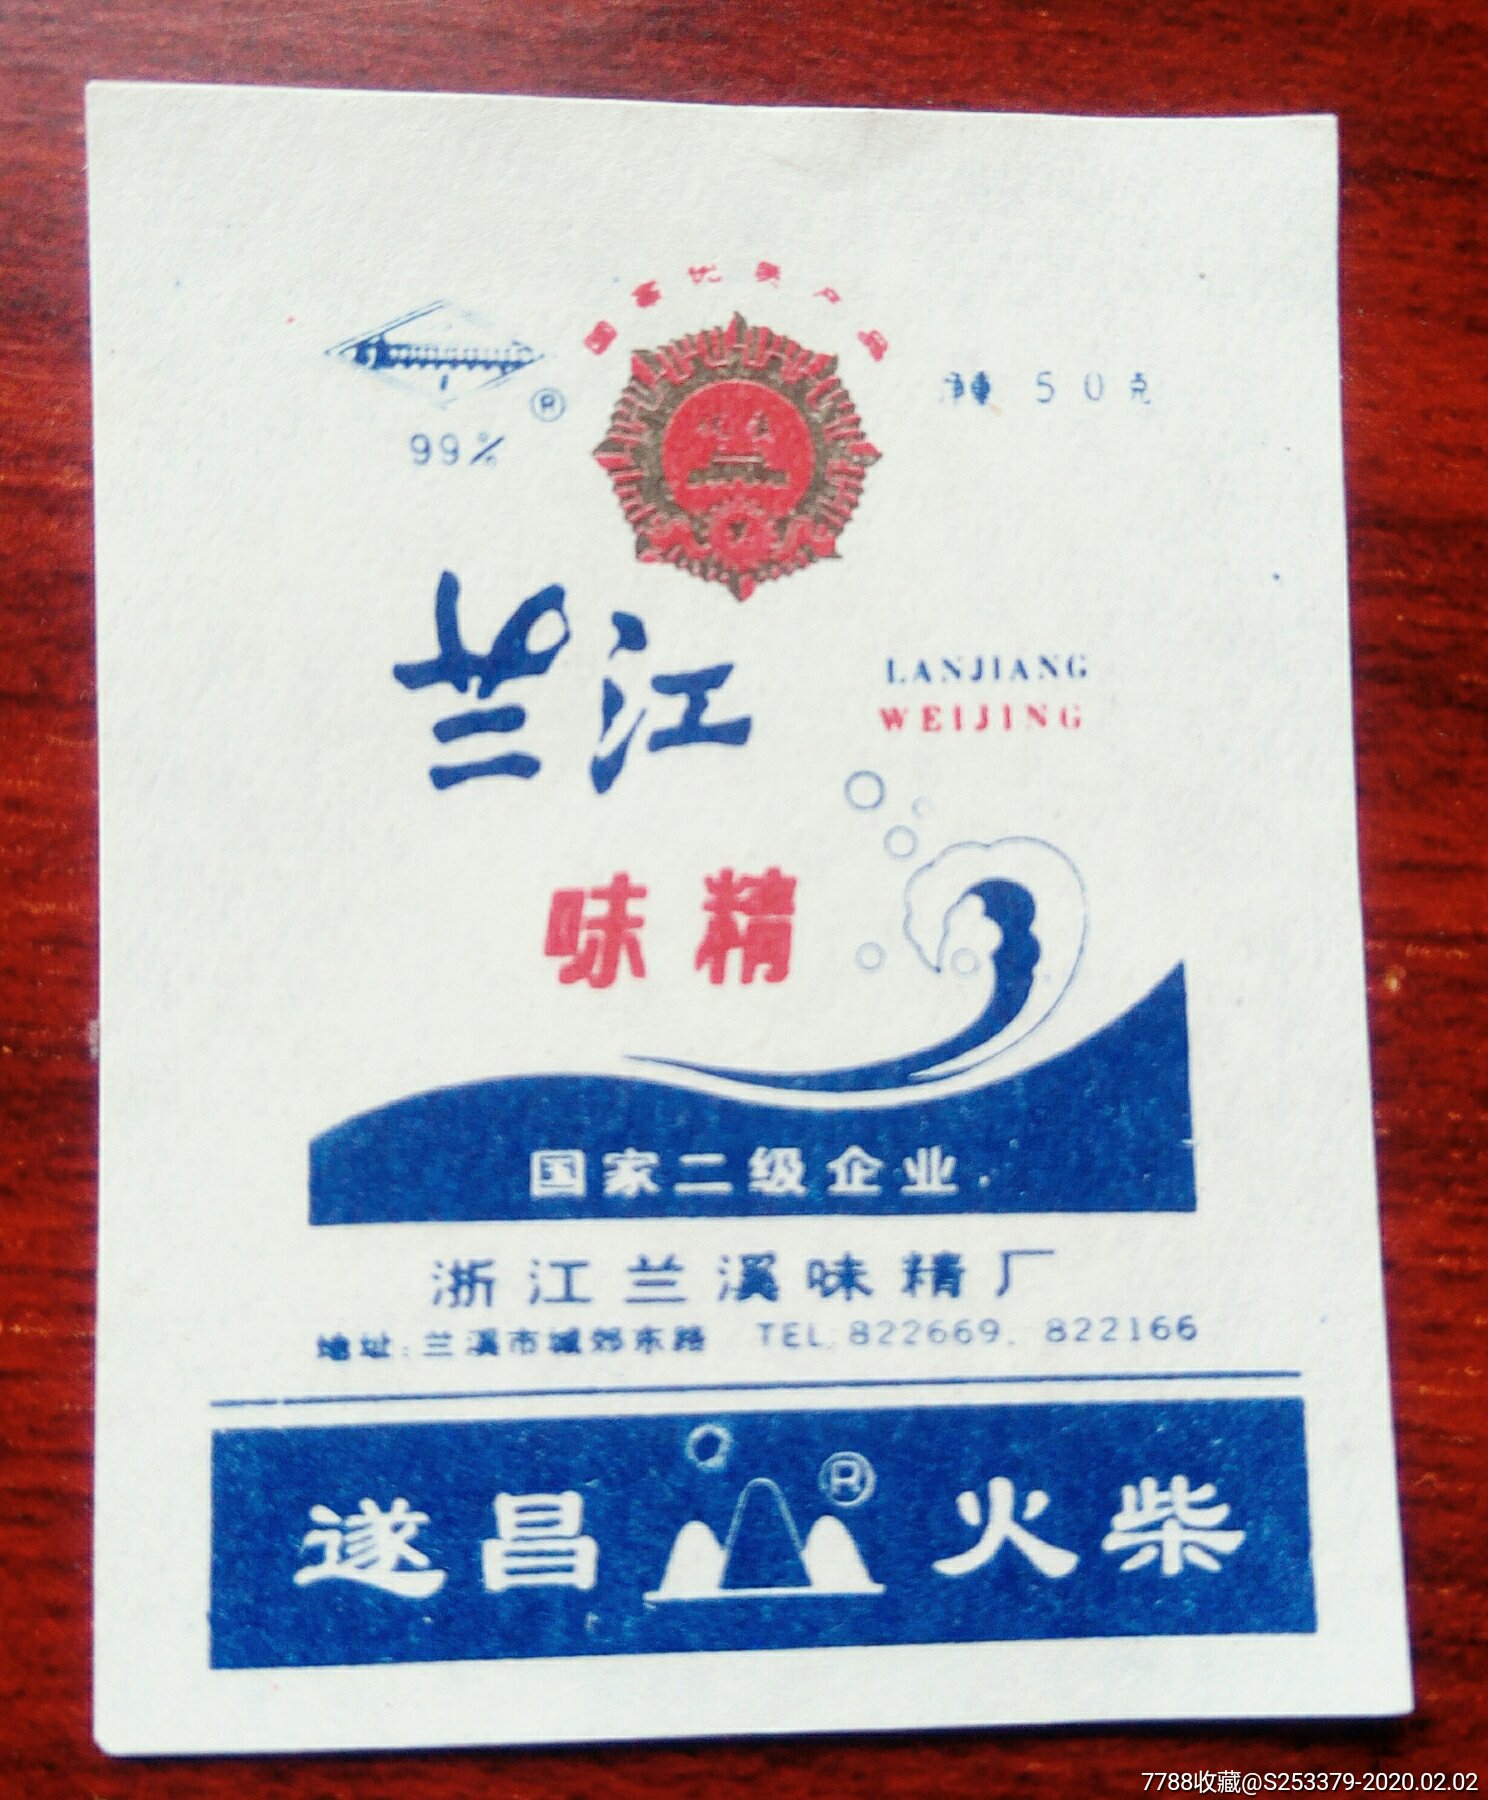 国家优质产品
®
99%
净重 50克
兰江
LANJIANG
WEIJING
味精
国家二级企业
浙江兰溪味精厂
地址:兰溪市城郊东路 TEL.822669、822166
遂昌 ® 火柴
7788收藏@S253379-2020.02.02